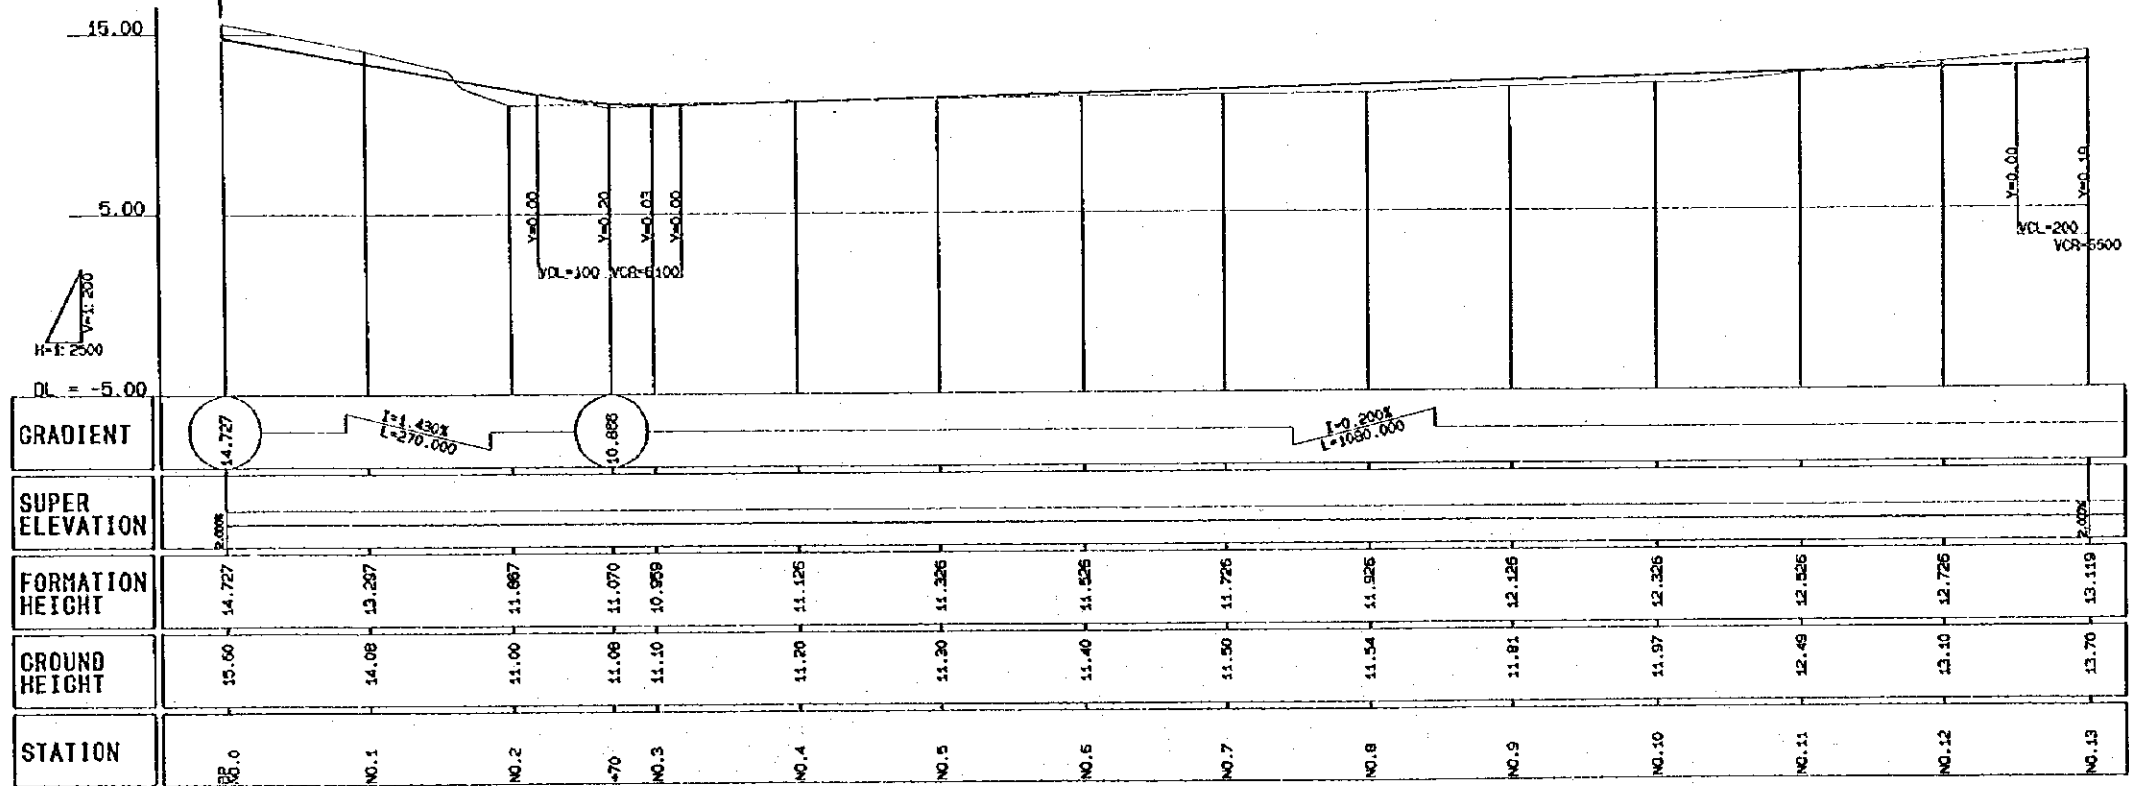 15.00
5.00
V=1:200
H=1:2500
DL = -5.00
Y=0.00
Y=0.20
Y=0.03
Y=0.00
VCL=100
Y=0.00
Y=0.19
VCL=200
VCR=5500
GRADIENT
14.727
I=1.430%
L=270.000
I=0.200%
L=1080.000
SUPER
ELEVATION
2.000%
2.000%
FORMATION
HEIGHT
14.727 13.297 11.867 11.070 10.959 11.126 11.326 11.526 11.726 11.926 12.126 12.326 12.526 12.726 13.119
GROUND
HEIGHT
15.60 14.08 11.00 11.08 11.10 11.20 11.30 11.40 11.50 11.54 11.81 11.97 12.49 13.10 13.70
STATION
NO.0 NO.1 NO.2 +70 NO.3 NO.4 NO.5 NO.6 NO.7 NO.8 NO.9 NO.10 NO.11 NO.12 NO.13